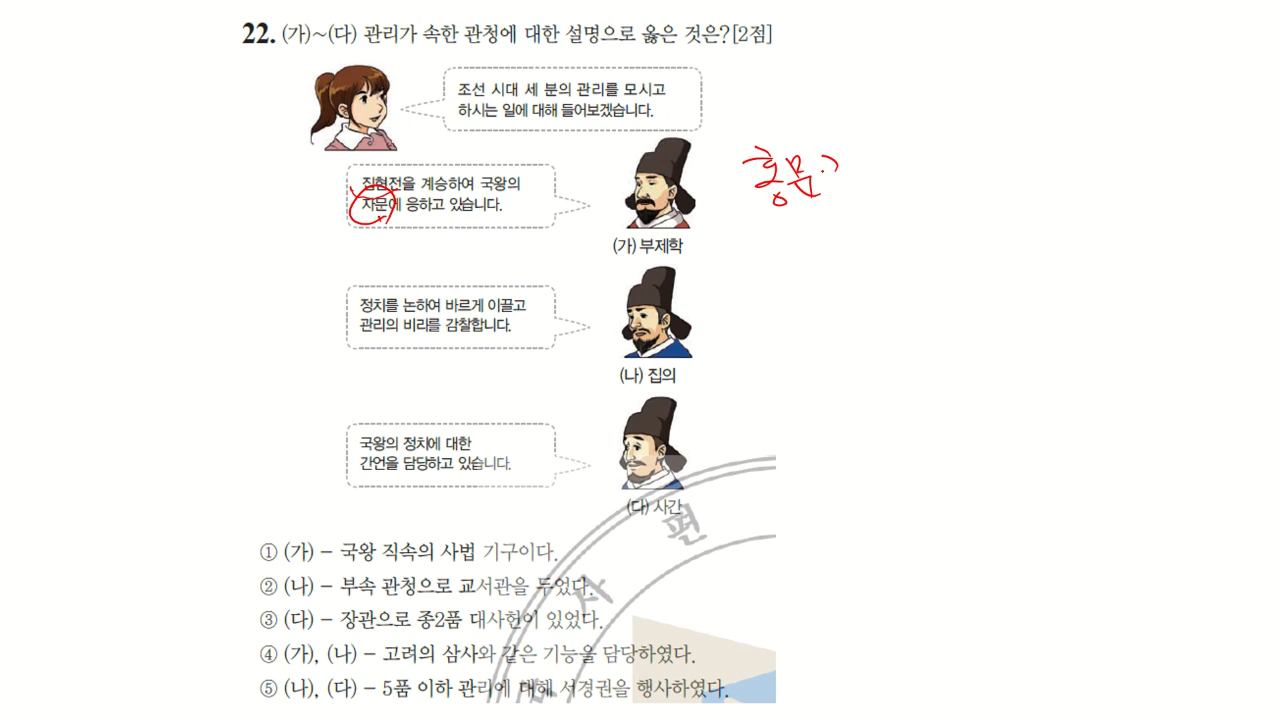 22. (가)~(다) 관리가 속한 관청에 대한 설명으로 옳은 것은? [2점]
조선 시대 세 분의 관리를 모시고
하시는 일에 대해 들어보겠습니다.
집현전을 계승하여 국왕의
자문에 응하고 있습니다.
홍문
(가) 부제학
정치를 논하여 바르게 이끌고
관리의 비리를 감찰합니다.
(나) 집의
국왕의 정치에 대한
간언을 담당하고 있습니다.
(다) 사간
① (가) - 국왕 직속의 사법 기구이다.
② (나) - 부속 관청으로 교서관을 두었다.
③ (다) - 장관으로 종2품 대사헌이 있었다.
④ (가), (나) - 고려의 삼사와 같은 기능을 담당하였다.
⑤ (나), (다) - 5품 이하 관리에 대해 서경권을 행사하였다.
사 편